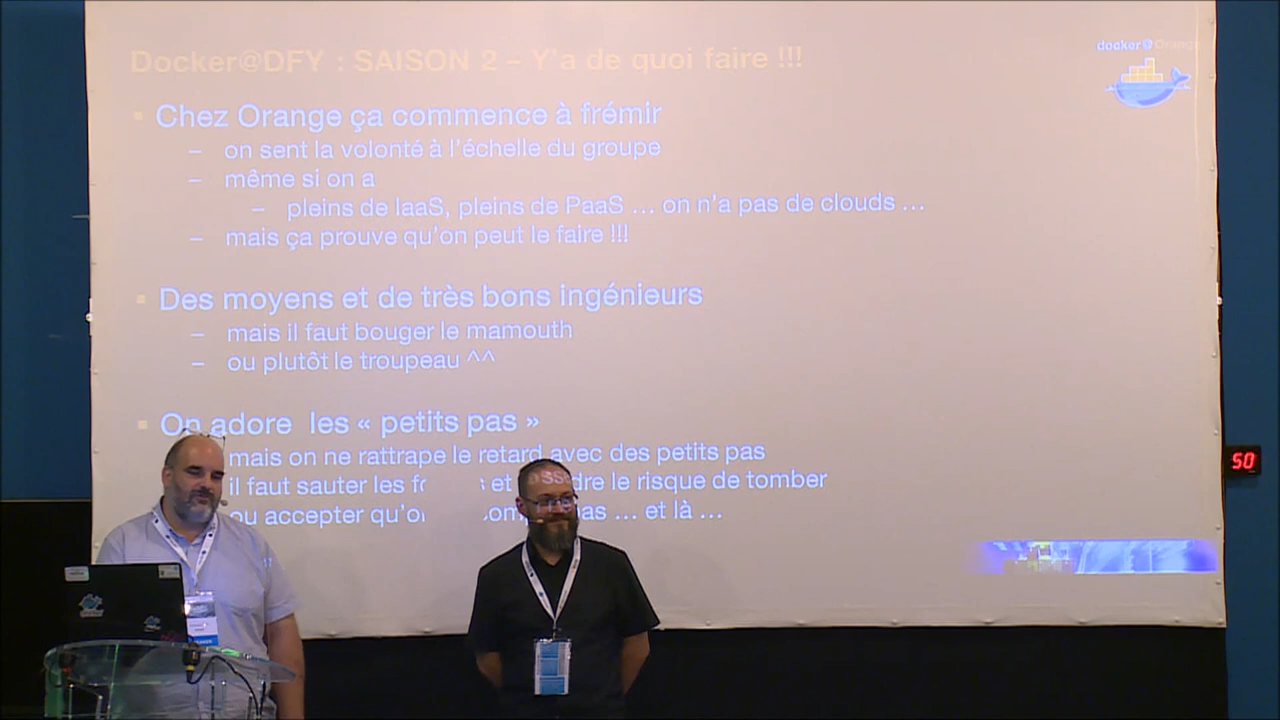 Docker@DFY : SAISON 2 – Y'a de quoi faire !!!
docker@Orange
Chez Orange ça commence à frémir
– on sent la volonté à l'échelle du groupe
– même si on a
– pleins de IaaS, pleins de PaaS ... on n'a pas de clouds ...
– mais ça prouve qu'on peut le faire !!!
Des moyens et de très bons ingénieurs
– mais il faut bouger le mamouth
– ou plutôt le troupeau ^^
On adore les « petits pas »
mais on ne rattrape le retard avec des petits pas
il faut sauter les et dre le risque de tomber
ou accepter qu'o com as ... et là ...
50